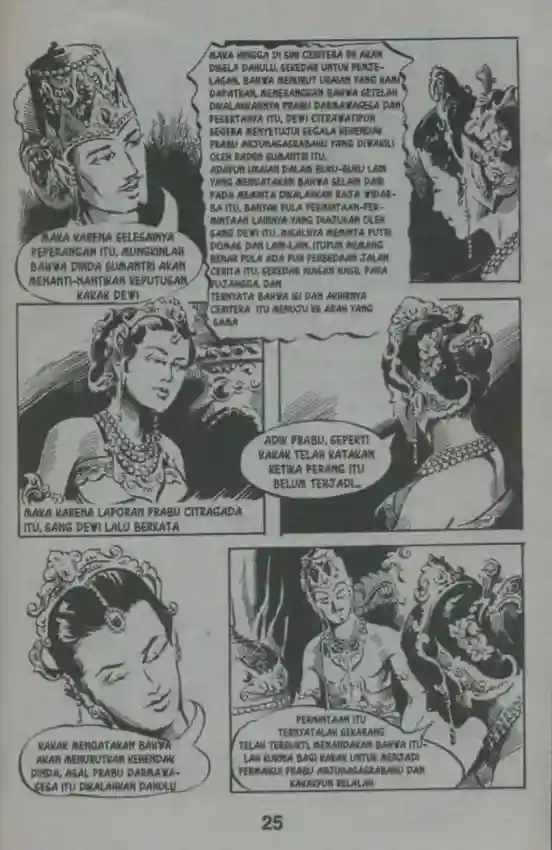 MAKA KARENA SELESAINYA
PEPERANGAN ITU, MUNGKINLAH
BAHWA DINDA SUMANTRI AKAN
MENANTI-NANTIKAN KEPUTUSAN
KAKAK DEWI
MAKA HINGGA DI SINI CERITERA INI AKAN
DISELA DAHULU, SEKEDAR UNTUK PENJE-
LASAN, BAHWA MENURUT URAIAN YANG KAMI
DAPATKAN, MENERANGKAN BAHWA SETELAH
DIKALAHKANNYA PRABU DARMAWASESA DAN
PESERTANYA ITU, DEWI CITRAWATIPUN
SEGERA MENYETUJUI SEGALA KEHENDAK
PRABU ARJUNASASRABAHU YANG DIWAKILI
OLEH RADEN SUMANTRI ITU.
ADAPUN URAIAN DALAM BUKU-BUKU LAIN
YANG MENGATAKAN BAHWA SELAIN DARI
PADA MEMINTA DIKALAHKAN RAJA WIDAR-
BA ITU, BANYAK PULA PERMINTAAN-PER-
MINTAAN LAINNYA YANG DIAJUKAN OLEH
SANG DEWI ITU. MISALNYA MEMINTA PUTRI
DOMAS DAN LAIN-LAIN. ITUPUN MEMANG
BENAR PULA ADA PUN PERBEDAAN JALAN
CERITA ITU, SEKEDAR HIASAN HASIL PARA
PUJANGGA, DAN
TERNYATA BAHWA ISI DAN AKHIRNYA
CERITERA ITU MENUJU KE ARAH YANG
SAMA
MAKA KARENA LAPORAN PRABU CITRAGADA
ITU, SANG DEWI LALU BERKATA
ADIK PRABU, SEPERTI
KAKAK TELAH KATAKAN
KETIKA PERANG ITU
BELUM TERJADI...
KAKAK MENGATAKAN BAHWA
AKAN MENURUTKAN KEHENDAK
DINDA, ASAL PRABU DARMAWA-
SESA ITU DIKALAHKAN DAHULU
PERMINTAAN ITU
TERNYATALAH SEKARANG
TELAH TERBUKTI, MENANDAKAN BAHWA ITU-
LAH KURNIA BAGI KAKAK UNTUK MENJADI
PERMAISURI PRABU ARJUNASASRABAHU DAN
KAKAKPUN RELALAH
25